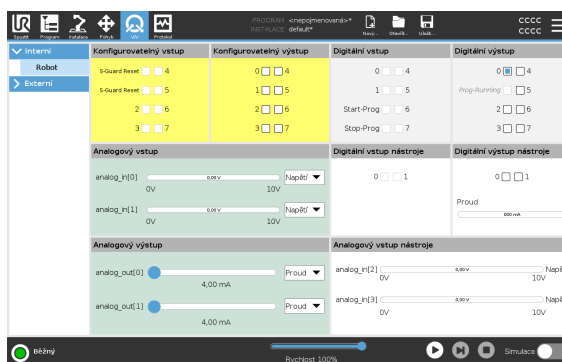 UR
Spustit Program Instalace Pohyb V/V Protokol
PROGRAM <nepojmenovaná>*
INSTALACE default*
Nový... Otevřít... Uložit...
CCCC
CCCC
Interní
Robot
Externí
Konfigurovatelný vstup
S-Guard Reset 4
S-Guard Reset 5
2 6
3 7
Konfigurovatelný výstup
0 4
1 5
2 6
3 7
Digitální vstup
0 4
1 5
Start-Prog 6
Stop-Prog 7
Digitální výstup
0 4
Prog-Running 5
2 6
3 7
Analogový vstup
analog_in[0] 0,00 V Napětí
0V 10V
analog_in[1] 0,00 V Napětí
0V 10V
Digitální vstup nástroje
0 1
Digitální výstup nástroje
0 1
Proud
000 mA
Analogový výstup
analog_out[0] Proud
4,00 mA
analog_out[1] Proud
4,00 mA
Analogový vstup nástroje
analog_in[2] 0,00 V Napě
0V 10V
analog_in[3] 0,00 V Napě
0V 10V
Běžný
Rychlost 100%
Simulace